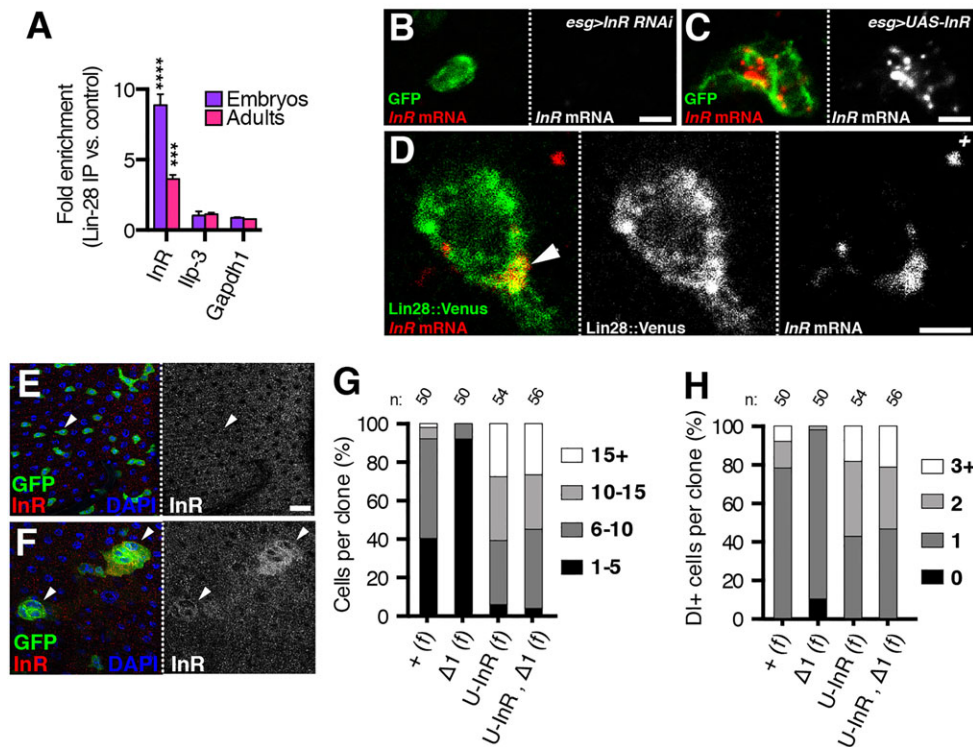 A
Fold enrichment
(Lin-28 IP vs. control)
10
5
0
****
***
Embryos
Adults
InR
Ilp-3
Gapdh1
B
esg>InR RNAi
GFP
InR mRNA
InR mRNA
C
esg>UAS-InR
GFP
InR mRNA
InR mRNA
D
+
Lin28::Venus
InR mRNA
Lin28::Venus
InR mRNA
E
GFP
InR
DAPI
InR
F
GFP
InR
DAPI
InR
G
n: 50 50 54 56
Cells per clone (%)
100
80
60
40
20
0
15+
10-15
6-10
1-5
+ (f)
Δ1 (f)
U-InR (f)
U-InR , Δ1 (f)
H
n: 50 50 54 56
Dl+ cells per clone (%)
100
80
60
40
20
0
3+
2
1
0
+ (f)
Δ1 (f)
U-InR (f)
U-InR , Δ1 (f)